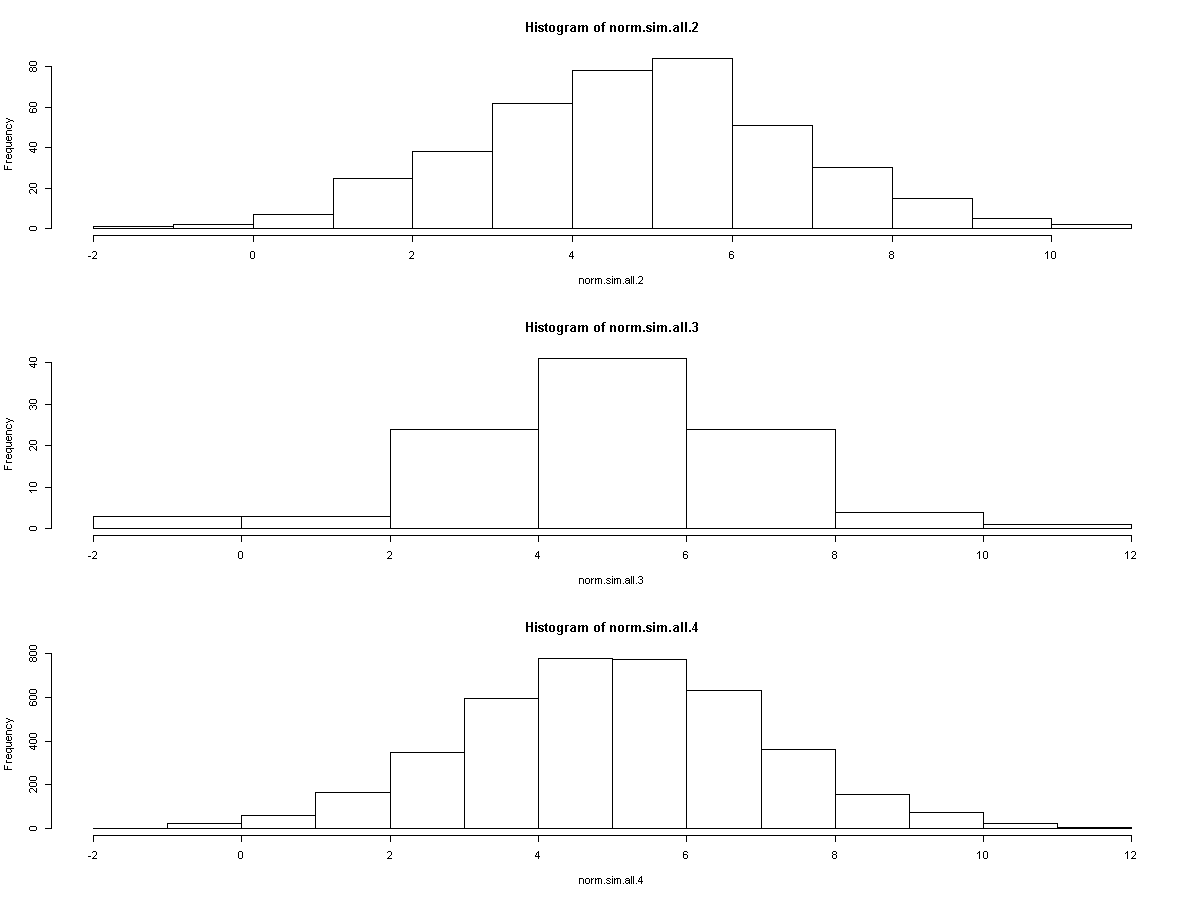 Histogram of norm.sim.all.2
Frequency
80
60
40
20
0
-2 0 2 4 6 8 10
norm.sim.all.2
Histogram of norm.sim.all.3
Frequency
40
30
20
10
0
-2 0 2 4 6 8 10 12
norm.sim.all.3
Histogram of norm.sim.all.4
Frequency
800
600
400
200
0
-2 0 2 4 6 8 10 12
norm.sim.all.4